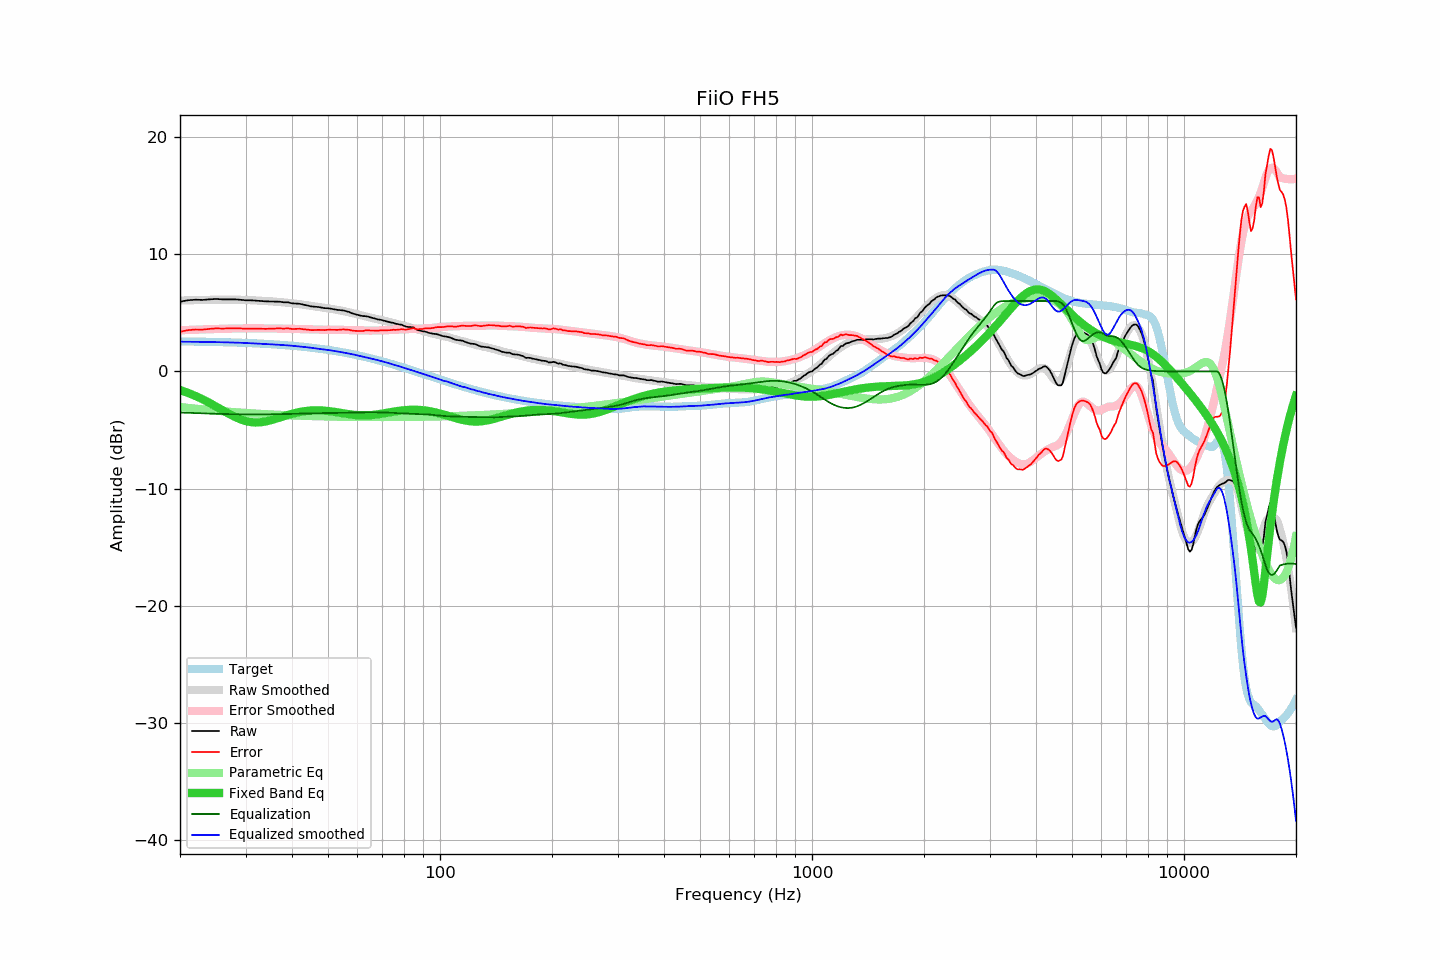 FiiO FH5
20
10
0
−10
−20
−30
−40
Amplitude (dBr)
Target
Raw Smoothed
Error Smoothed
Raw
Error
Parametric Eq
Fixed Band Eq
Equalization
Equalized smoothed
100
1000
10000
Frequency (Hz)